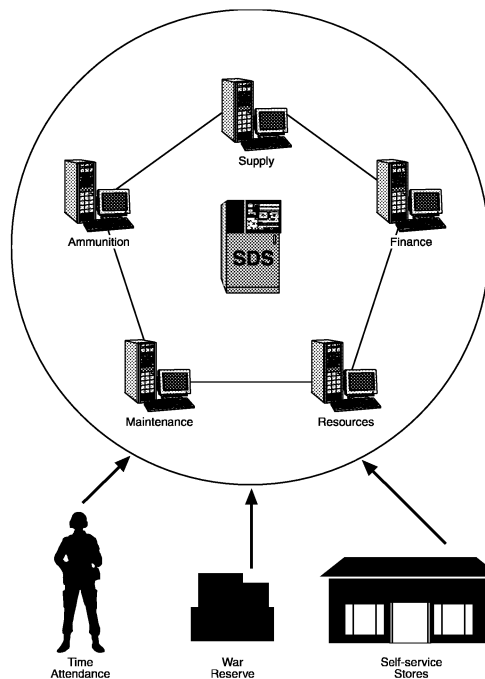 Supply
Ammunition
Finance
SDS
Maintenance
Resources
Time
Attendance
War
Reserve
Self-service
Stores